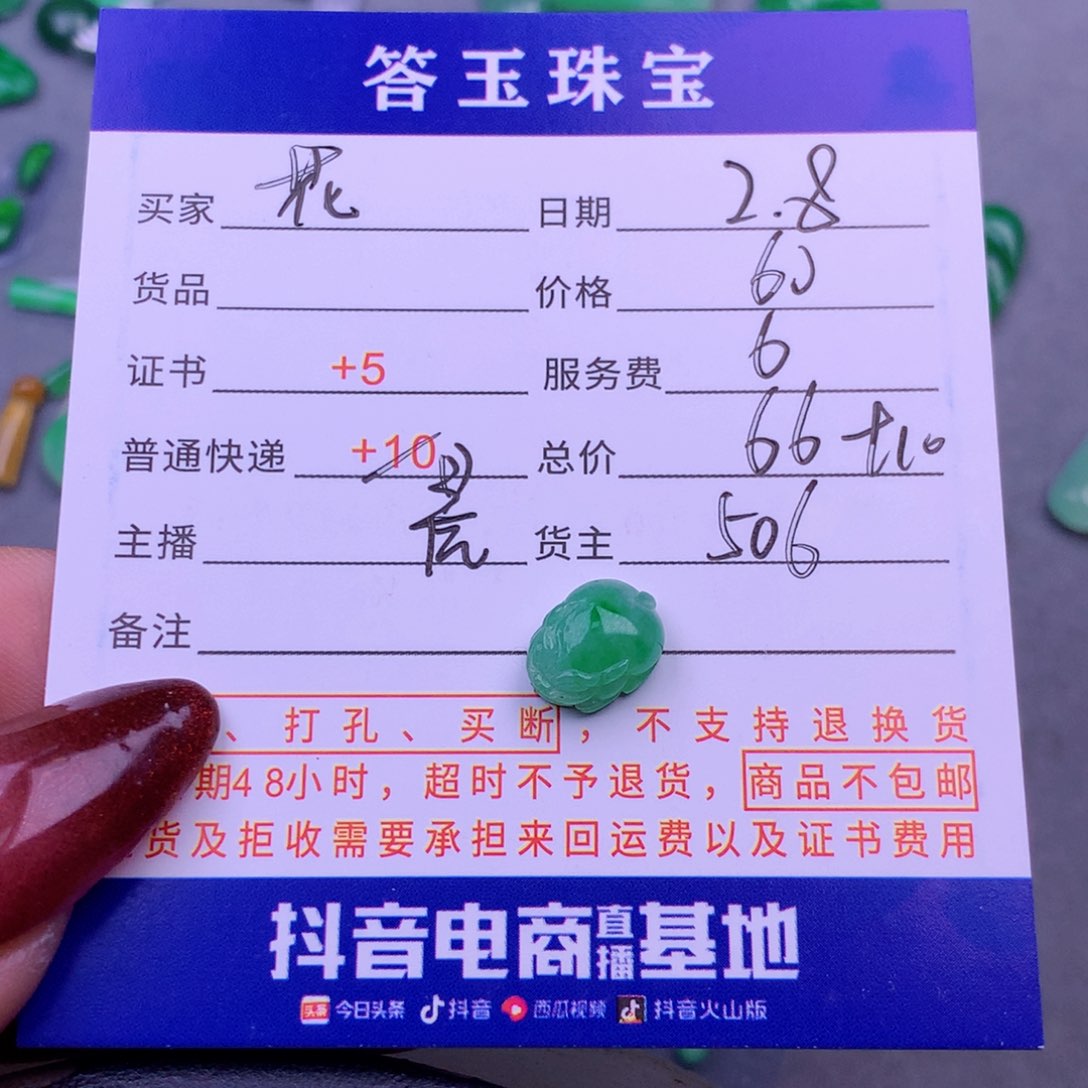 答玉珠宝
买家 日期 2.8
货品 价格 60
证书 +5 服务费 6
普通快递 +10 总价 66 +10
主播 货主 506
备注
、打孔、买断，不支持退换货
期48小时，超时不予退货，商品不包邮
货及拒收需要承担来回运费以及证书费用
抖音电商直播基地
头条 今日头条 抖音 西瓜视频 抖音火山版